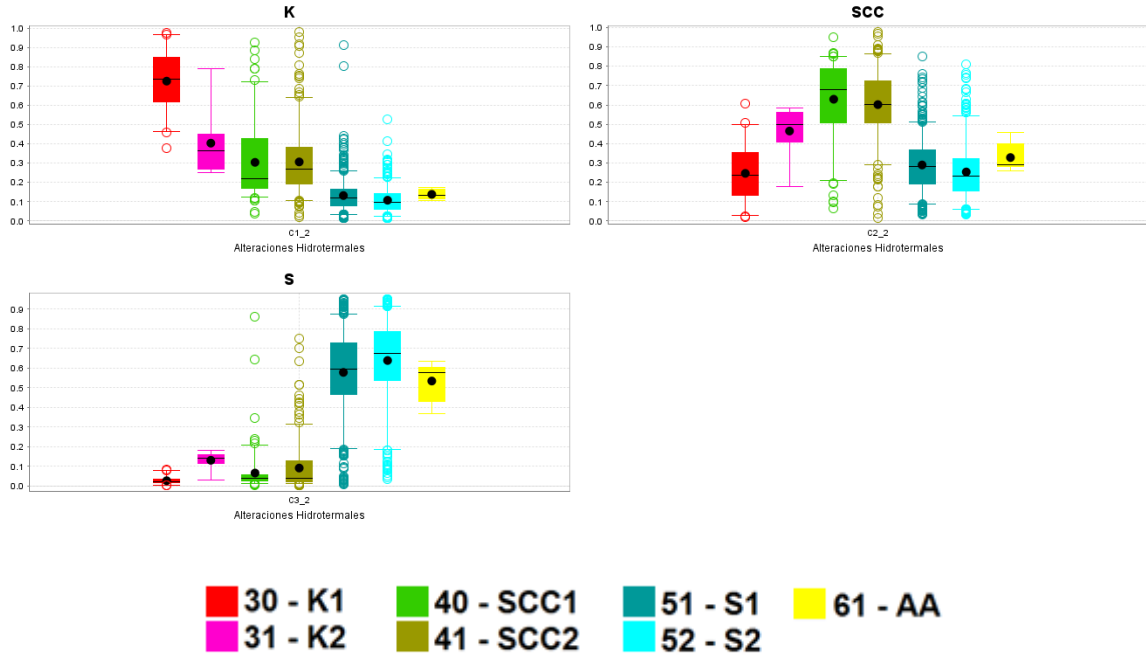 K
1.0
0.9
0.8
0.7
0.6
0.5
0.4
0.3
0.2
0.1
0.0
C1_2
Alteraciones Hidrotermales
SCC
1.0
0.9
0.8
0.7
0.6
0.5
0.4
0.3
0.2
0.1
0.0
C2_2
Alteraciones Hidrotermales
S
0.9
0.8
0.7
0.6
0.5
0.4
0.3
0.2
0.1
0.0
C3_2
Alteraciones Hidrotermales
30 - K1
40 - SCC1
51 - S1
61 - AA
31 - K2
41 - SCC2
52 - S2